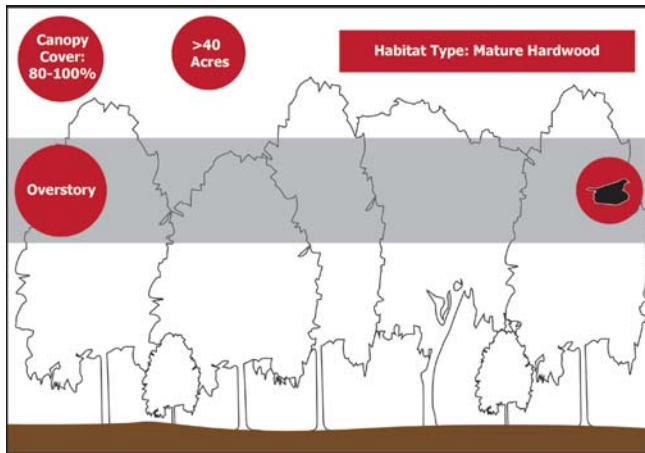 Canopy
Cover:
80-100%
>40
Acres
Habitat Type: Mature Hardwood
Overstory